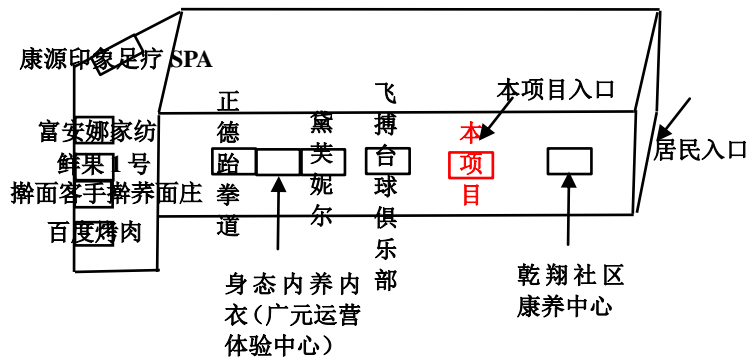 康源印象足疗 SPA
富安娜家纺
鲜果 1 号
擀面客手擀荞面庄
百度烤肉
正德跆拳道
黛芙妮尔
飞搏台球俱乐部
本项目
本项目入口
居民入口
身态内养内
衣（广元运营
体验中心）
乾翔社区
康养中心